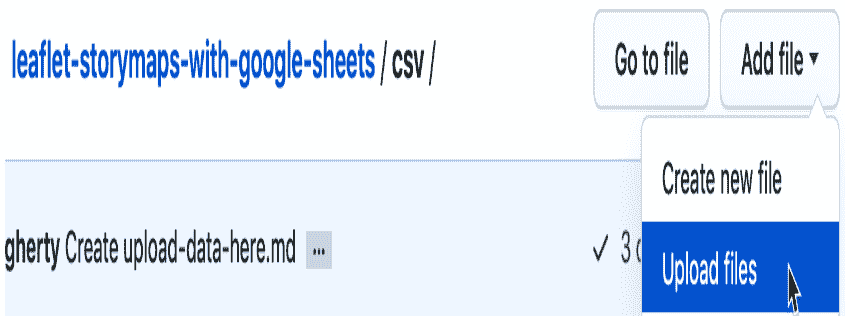 leaflet-storymaps-with-google-sheets / csv /
Go to file
Add file
Create new file
gherty Create upload-data-here.md ...
✓ 3
Upload files